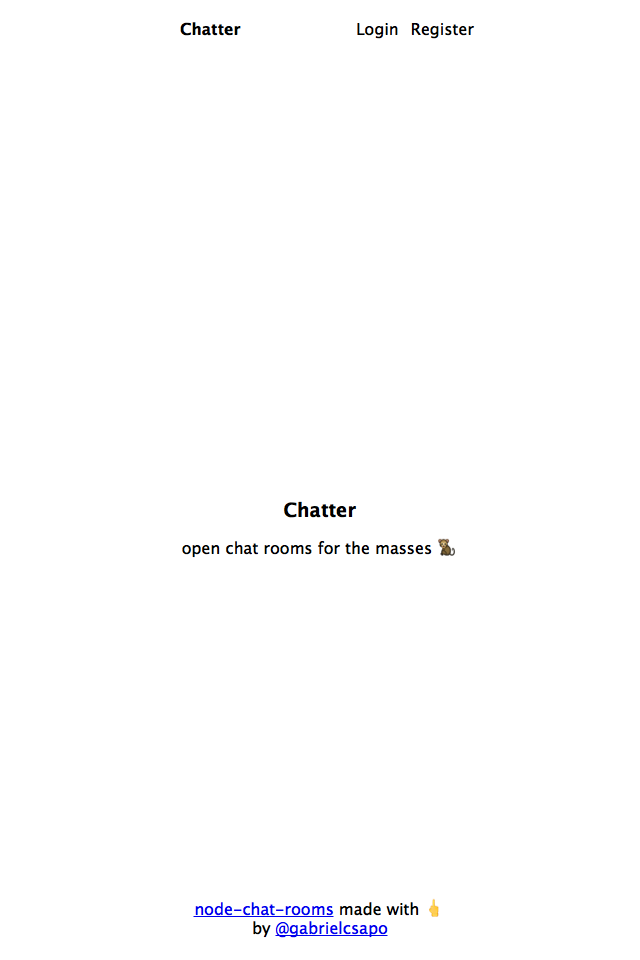 Chatter Login Register
Chatter
open chat rooms for the masses 🐒
node-chat-rooms made with 👆
by @gabrielcsapo